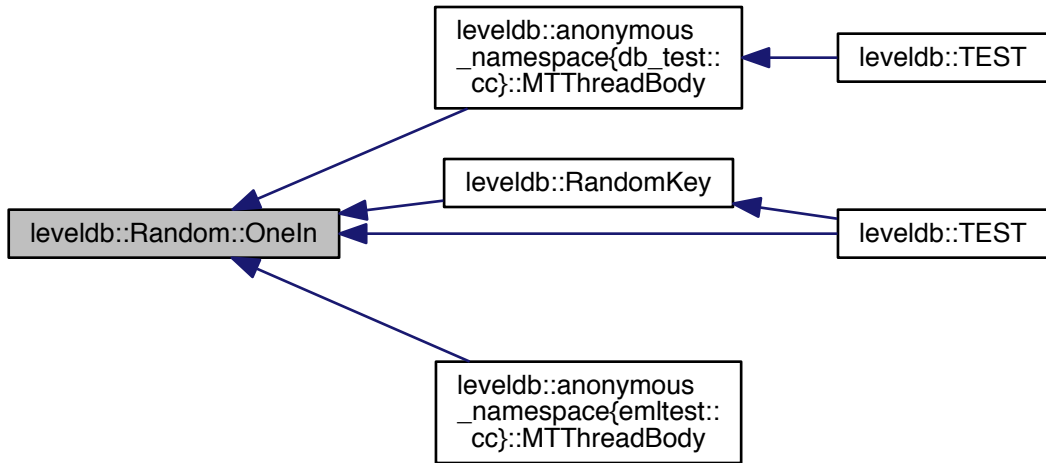 leveldb::anonymous
_namespace{db_test::
cc}::MTThreadBody
leveldb::TEST
leveldb::RandomKey
leveldb::Random::OneIn
leveldb::TEST
leveldb::anonymous
_namespace{emltest::
cc}::MTThreadBody